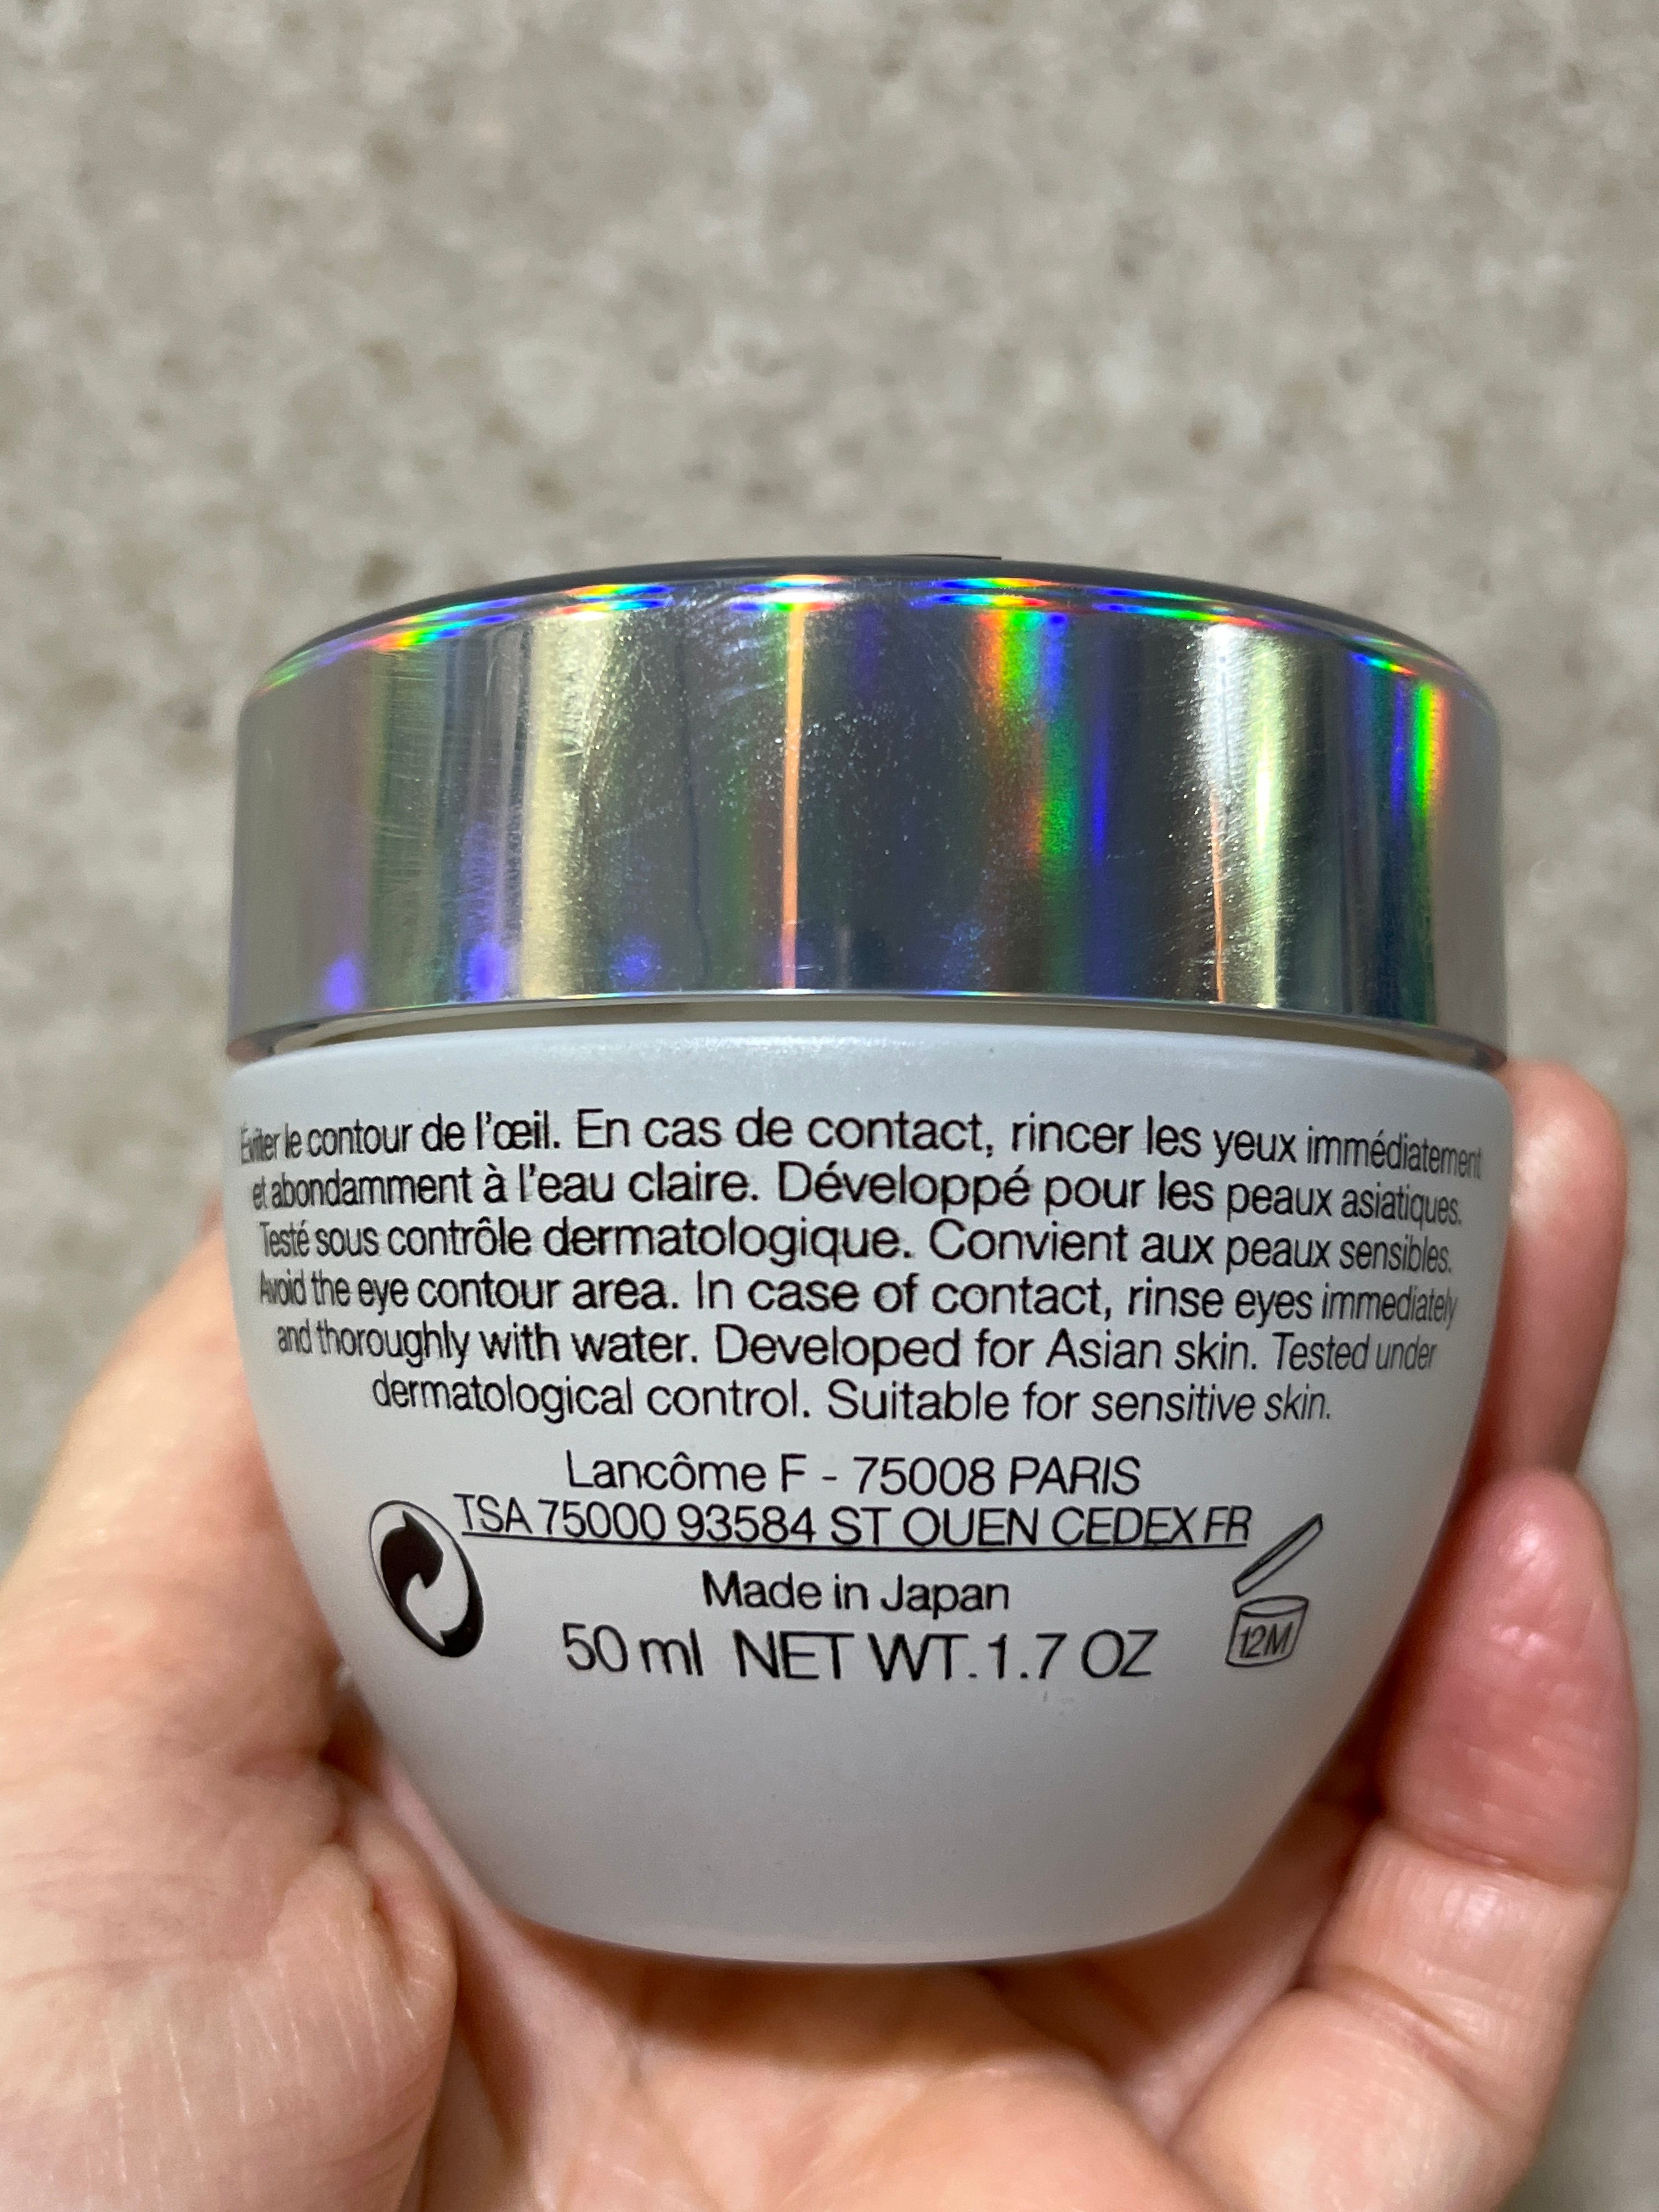 Éviter le contour de l'œil. En cas de contact, rincer les yeux immédiatement
et abondamment à l'eau claire. Développé pour les peaux asiatiques.
Testé sous contrôle dermatologique. Convient aux peaux sensibles.
Avoid the eye contour area. In case of contact, rinse eyes immediately
and thoroughly with water. Developed for Asian skin. Tested under
dermatological control. Suitable for sensitive skin.
Lancôme F - 75008 PARIS
TSA 75000 93584 ST OUEN CEDEX FR
Made in Japan
50 ml NET WT. 1.7 OZ
12M